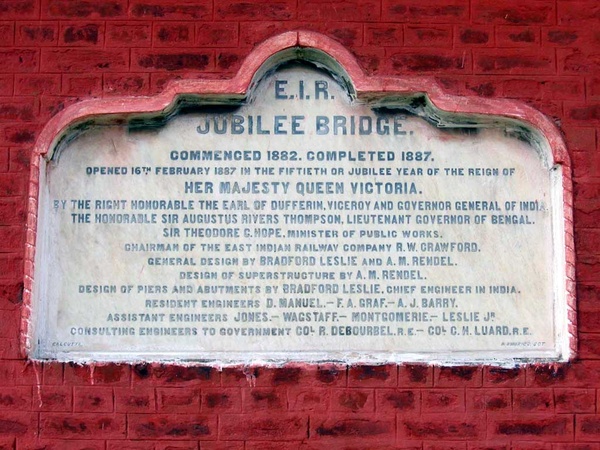 E.I.R.
JUBILEE BRIDGE.
COMMENCED 1882. COMPLETED 1887.
OPENED 16TH FEBRUARY 1887 IN THE FIFTIETH OR JUBILEE YEAR OF THE REIGN OF
HER MAJESTY QUEEN VICTORIA.
BY THE RIGHT HONORABLE THE EARL OF DUFFERIN, VICEROY AND GOVERNOR GENERAL OF INDIA
THE HONORABLE SIR AUGUSTUS RIVERS THOMPSON, LIEUTENANT GOVERNOR OF BENGAL.
SIR THEODORE C. HOPE, MINISTER OF PUBLIC WORKS.
CHAIRMAN OF THE EAST INDIAN RAILWAY COMPANY R.W. CRAWFORD.
GENERAL DESIGN BY BRADFORD LESLIE AND A.M. RENDEL.
DESIGN OF SUPERSTRUCTURE BY A.M. RENDEL.
DESIGN OF PIERS AND ABUTMENTS BY BRADFORD LESLIE, CHIEF ENGINEER IN INDIA.
RESIDENT ENGINEERS D. MANUEL.— F.A. GRAF.— A.J. BARRY.
ASSISTANT ENGINEERS JONES.— WAGSTAFF.— MONTGOMERIE.— LESLIE JR
CONSULTING ENGINEERS TO GOVERNMENT COL R. DEBOURBEL, R.E. — COL C.H. LUARD, R.E.
CALCUTTA